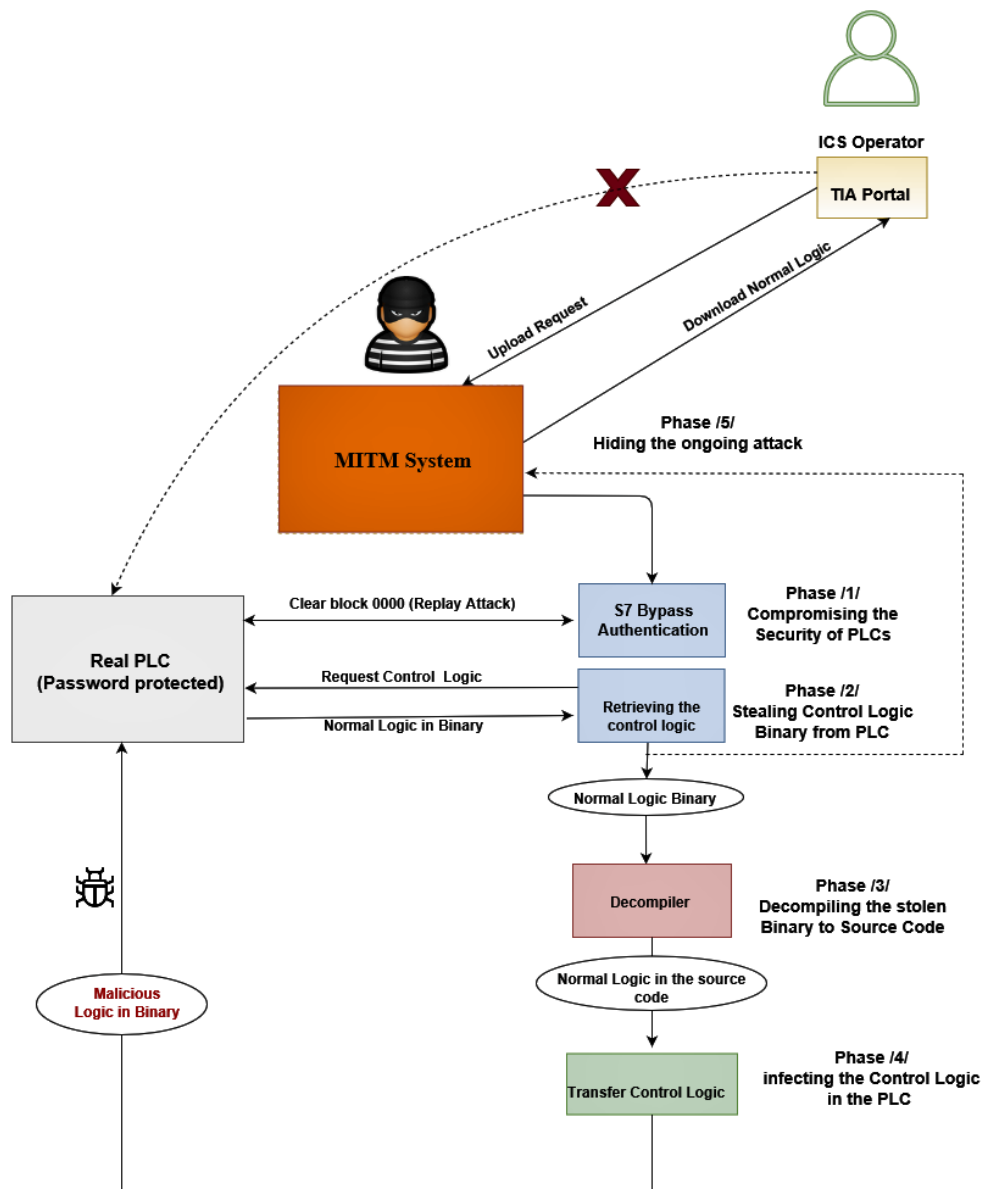 ICS Operator
TIA Portal
X
Upload Request
Download Normal Logic
MITM System
Phase /5/
Hiding the ongoing attack
Clear block 0000 (Replay Attack)
S7 Bypass
Authentication
Phase /1/
Compromising the
Security of PLCs
Real PLC
(Password protected)
Request Control Logic
Normal Logic in Binary
Retrieving the
control logic
Phase /2/
Stealing Control Logic
Binary from PLC
Normal Logic Binary
Decompiler
Phase /3/
Decompiling the stolen
Binary to Source Code
Normal Logic in the source
code
Malicious
Logic in Binary
Transfer Control Logic
Phase /4/
infecting the Control Logic
in the PLC